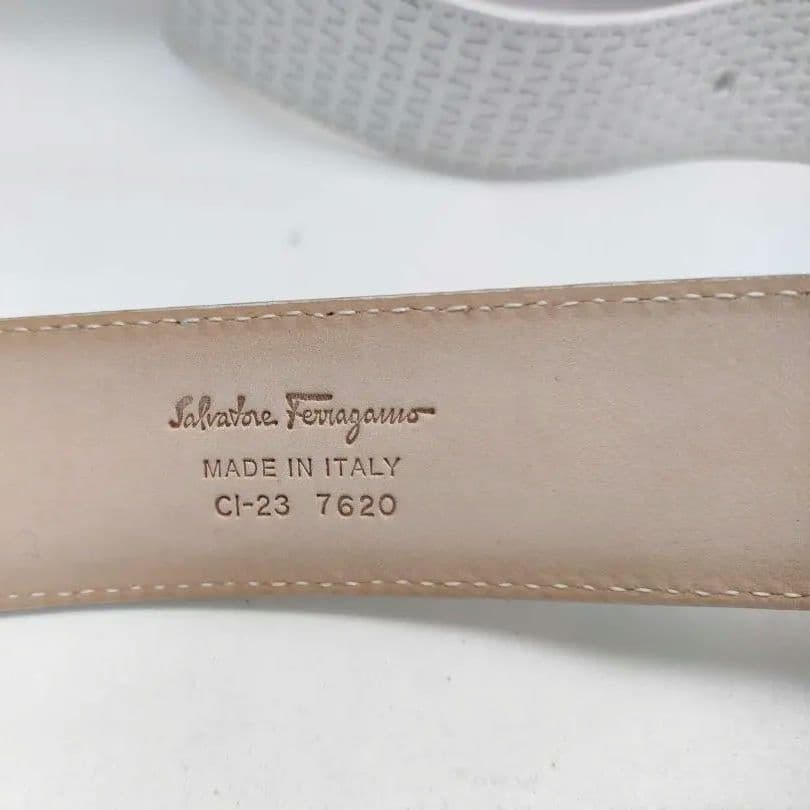 Salvatore Ferragamo
MADE IN ITALY
CI-23 7620